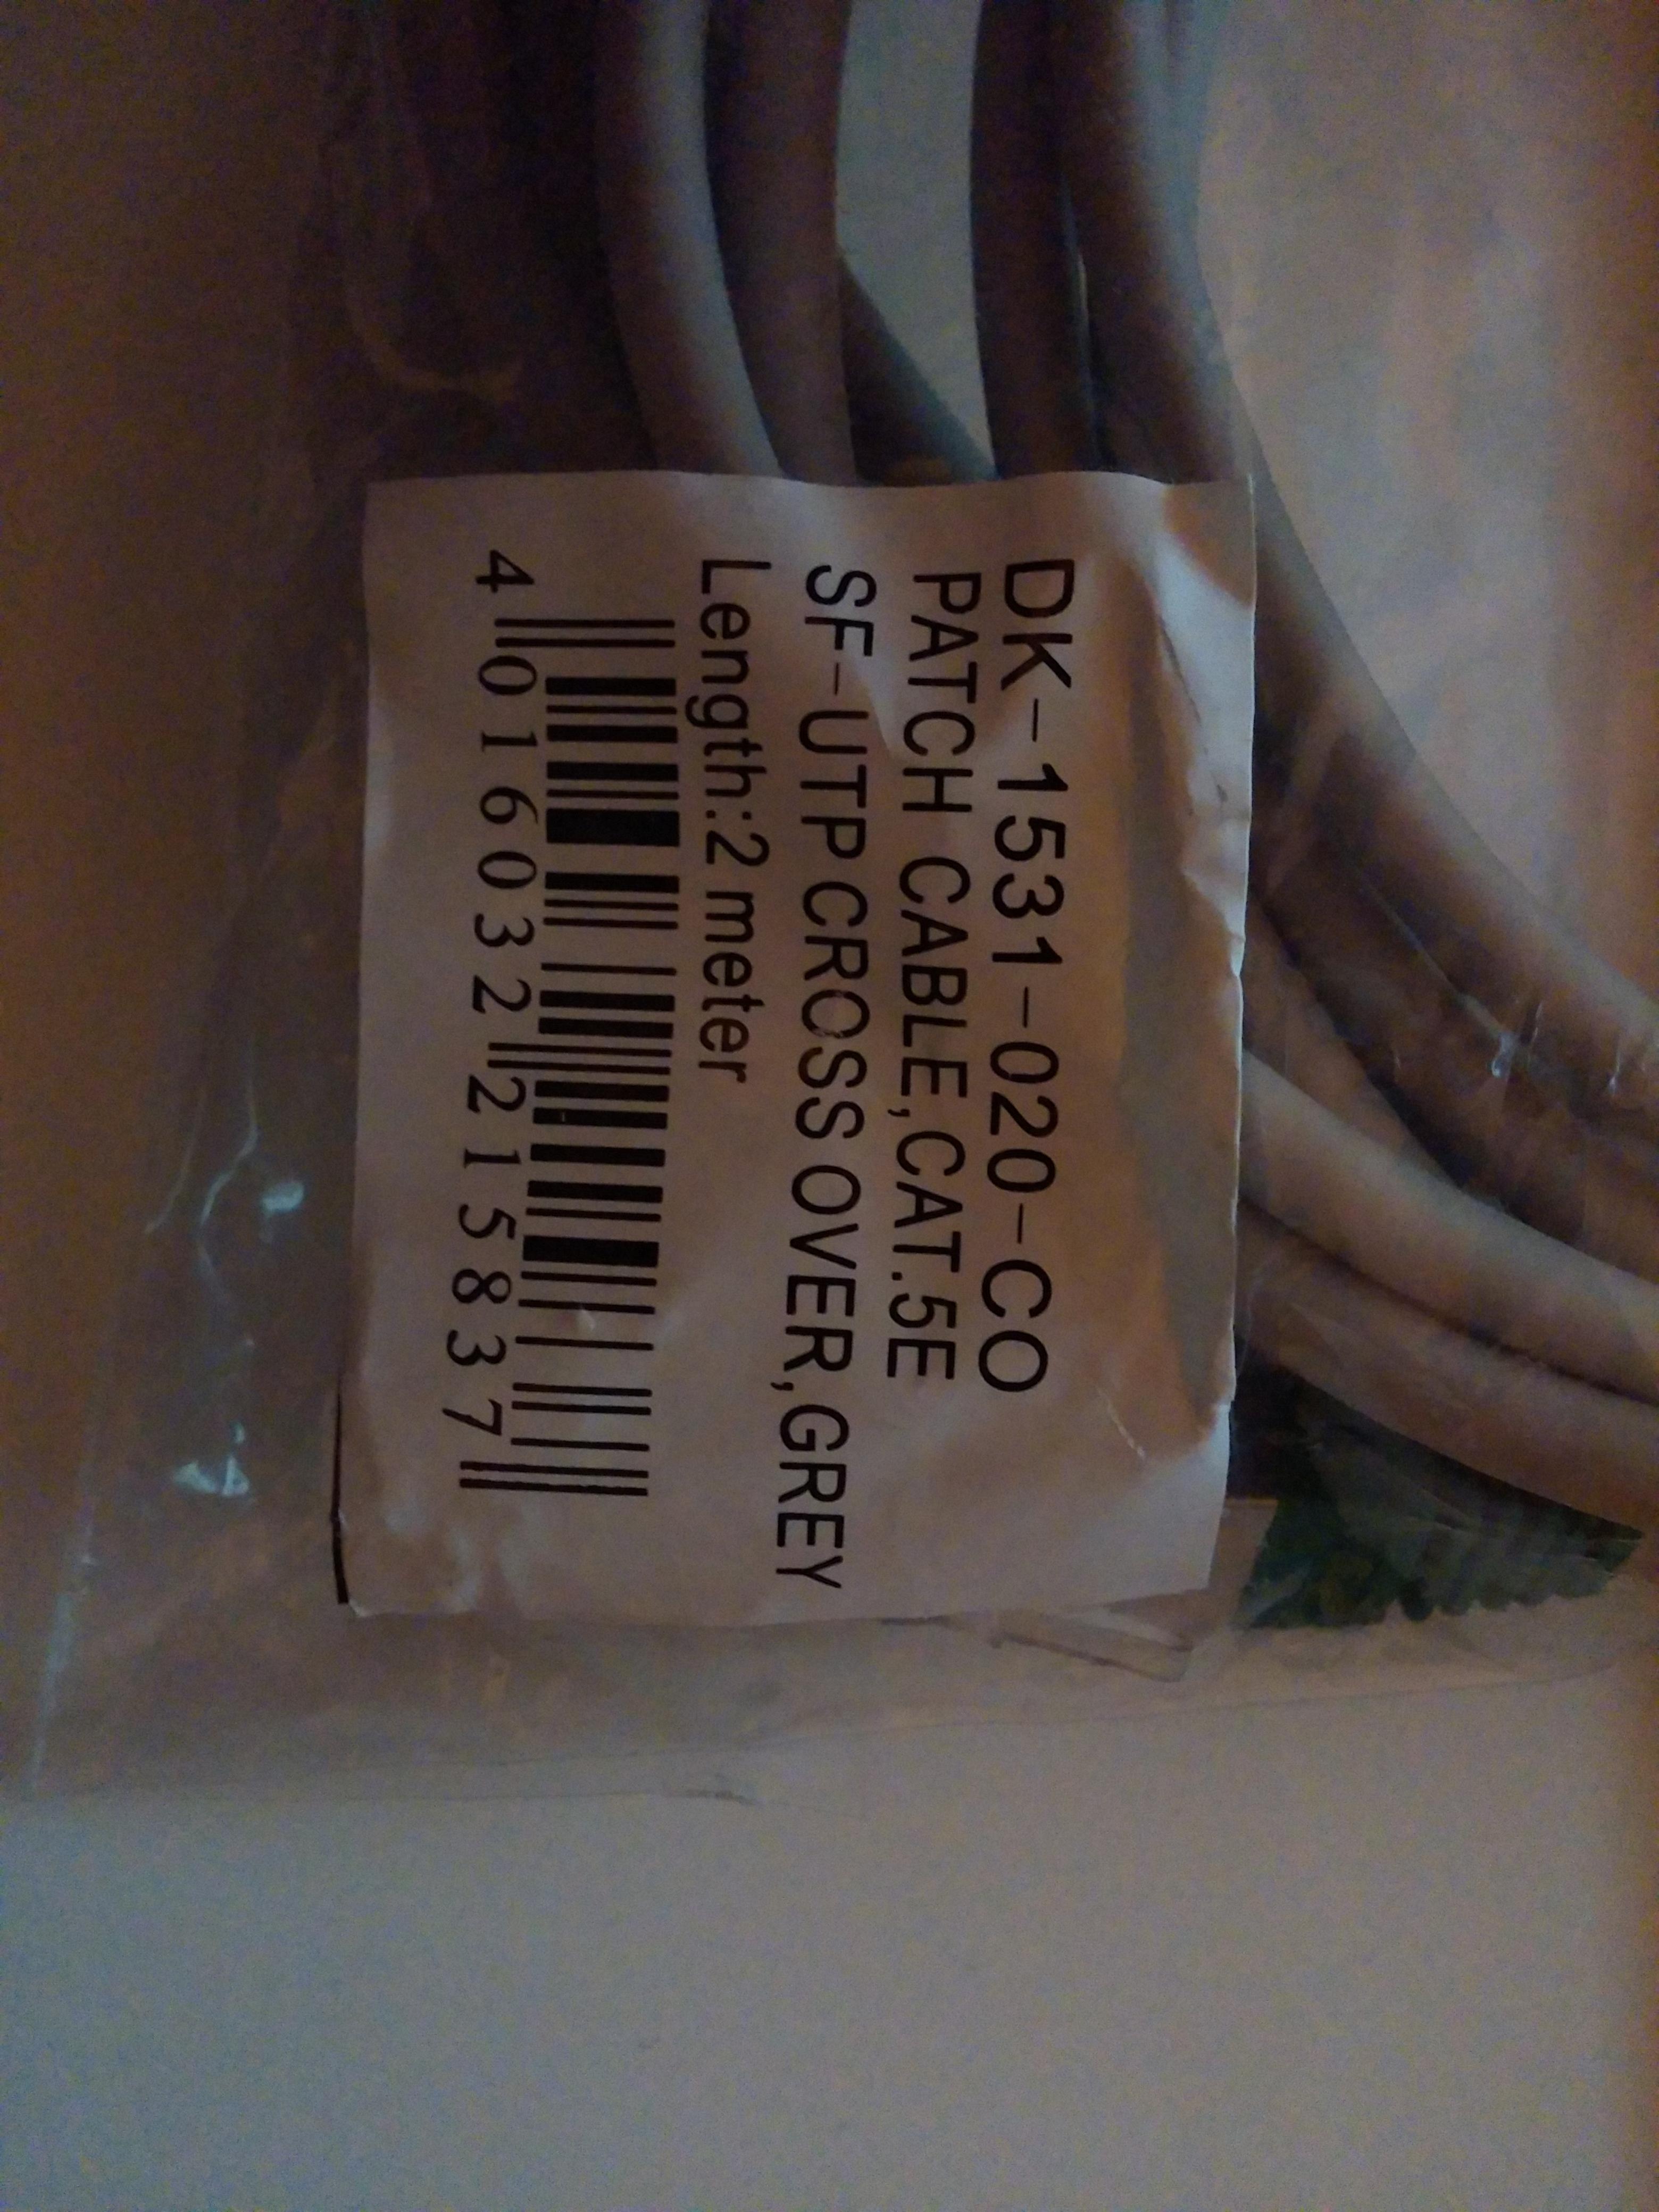 DK-1531-020-CO
PATCH CABLE,CAT.5E
SF-UTP CROSS OVER,GREY
Length:2 meter
4 016032 215837